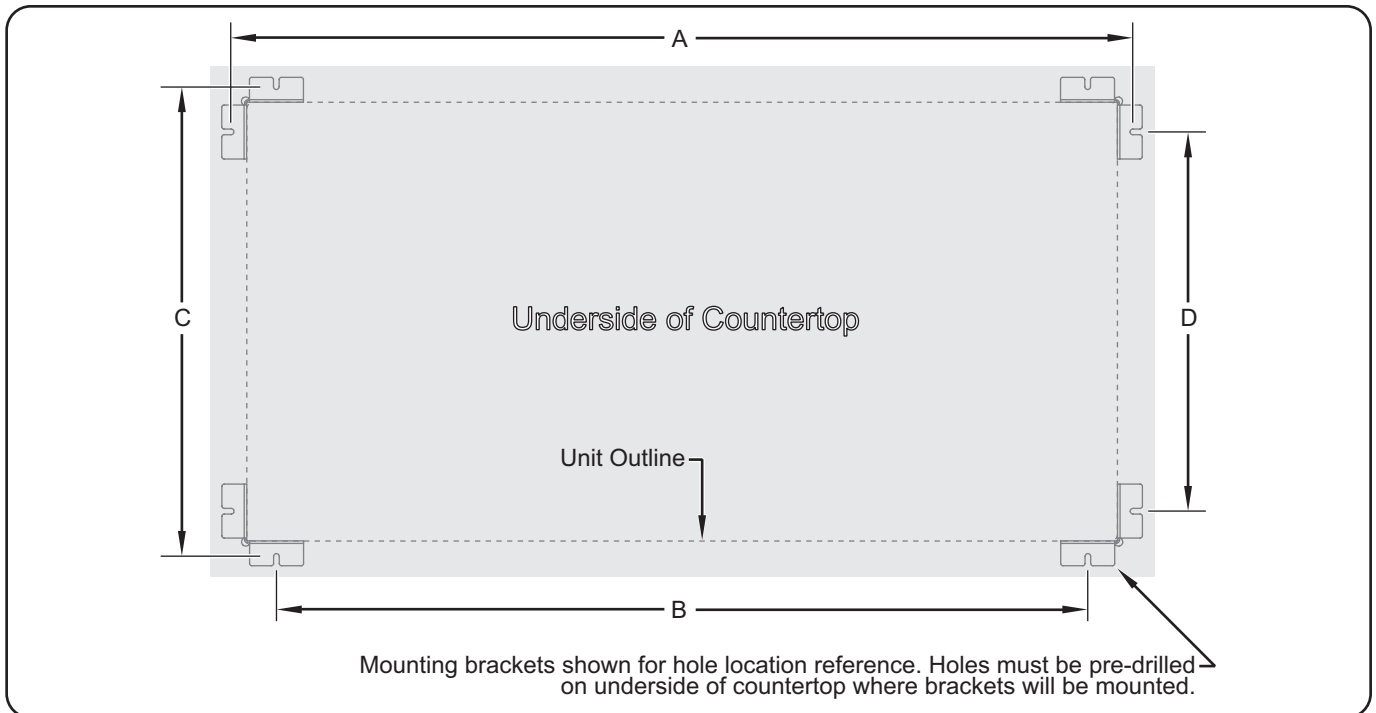 A
C
Underside of Countertop
D
Unit Outline
B
Mounting brackets shown for hole location reference. Holes must be pre-drilled
on underside of countertop where brackets will be mounted.